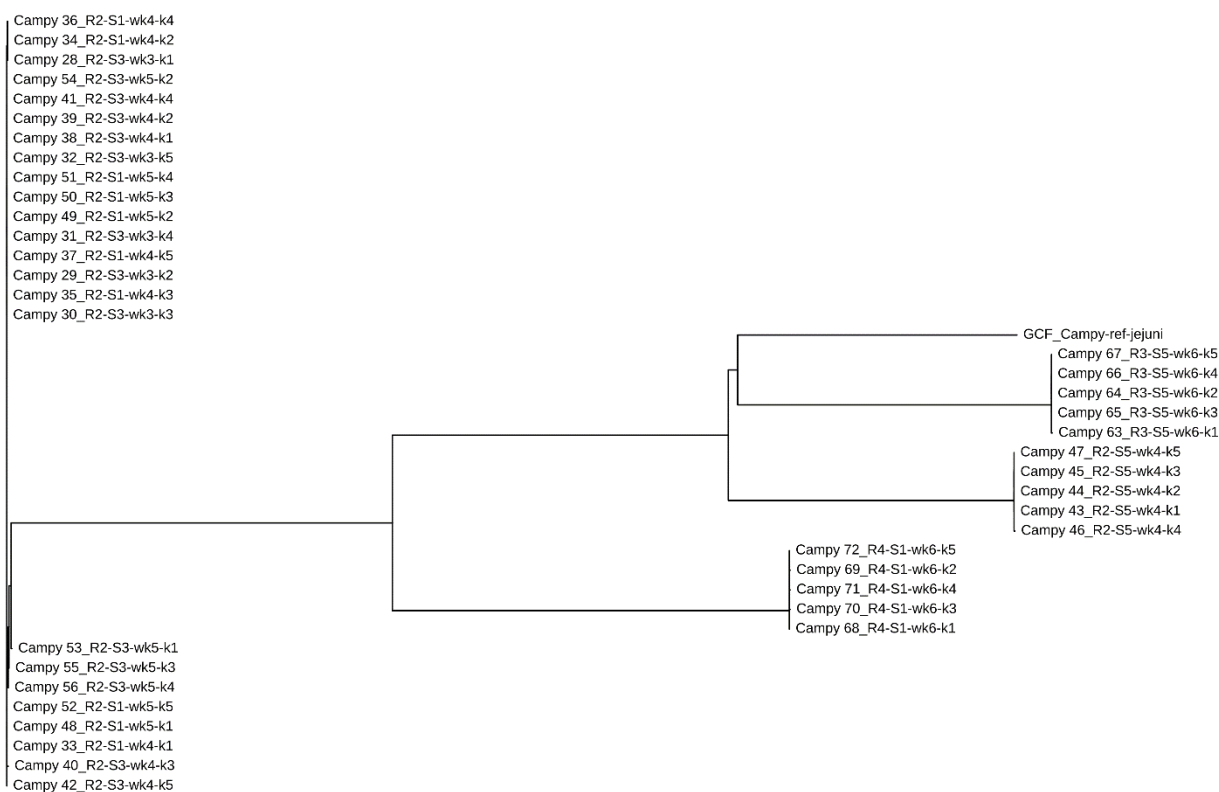 Campy 36_R2-S1-wk4-k4
Campy 34_R2-S1-wk4-k2
Campy 28_R2-S3-wk3-k1
Campy 54_R2-S3-wk5-k2
Campy 41_R2-S3-wk4-k4
Campy 39_R2-S3-wk4-k2
Campy 38_R2-S3-wk4-k1
Campy 32_R2-S3-wk3-k5
Campy 51_R2-S1-wk5-k4
Campy 50_R2-S1-wk5-k3
Campy 49_R2-S1-wk5-k2
Campy 31_R2-S3-wk3-k4
Campy 37_R2-S1-wk4-k5
Campy 29_R2-S3-wk3-k2
Campy 35_R2-S1-wk4-k3
Campy 30_R2-S3-wk3-k3
GCF_Campy-ref-jejuni
Campy 67_R3-S5-wk6-k5
Campy 66_R3-S5-wk6-k4
Campy 64_R3-S5-wk6-k2
Campy 65_R3-S5-wk6-k3
Campy 63_R3-S5-wk6-k1
Campy 47_R2-S5-wk4-k5
Campy 45_R2-S5-wk4-k3
Campy 44_R2-S5-wk4-k2
Campy 43_R2-S5-wk4-k1
Campy 46_R2-S5-wk4-k4
Campy 72_R4-S1-wk6-k5
Campy 69_R4-S1-wk6-k2
Campy 71_R4-S1-wk6-k4
Campy 70_R4-S1-wk6-k3
Campy 68_R4-S1-wk6-k1
Campy 53_R2-S3-wk5-k1
Campy 55_R2-S3-wk5-k3
Campy 56_R2-S3-wk5-k4
Campy 52_R2-S1-wk5-k5
Campy 48_R2-S1-wk5-k1
Campy 33_R2-S1-wk4-k1
Campy 40_R2-S3-wk4-k3
Campy 42_R2-S3-wk4-k5